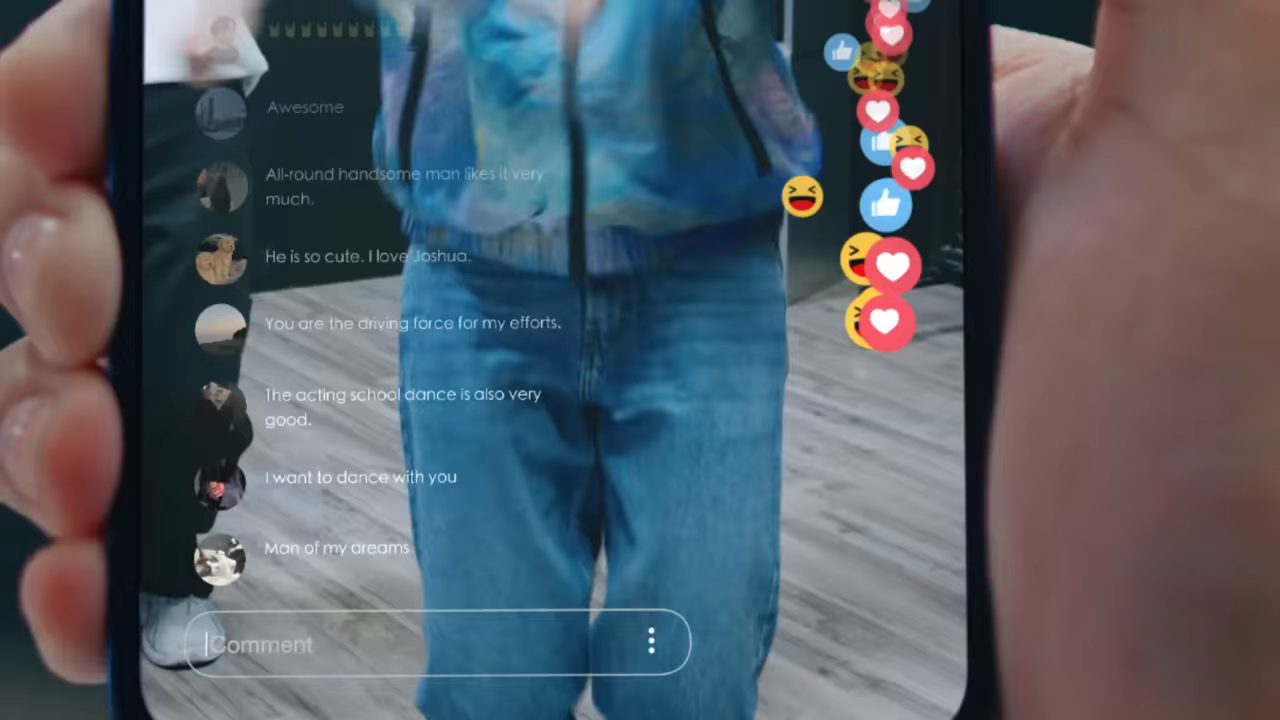 Awesome
All-round handsome man likes it very
much.
He is so cute. I love Joshua.
You are the driving force for my efforts.
The acting school dance is also very
good.
I want to dance with you
Man of my dreams
Comment